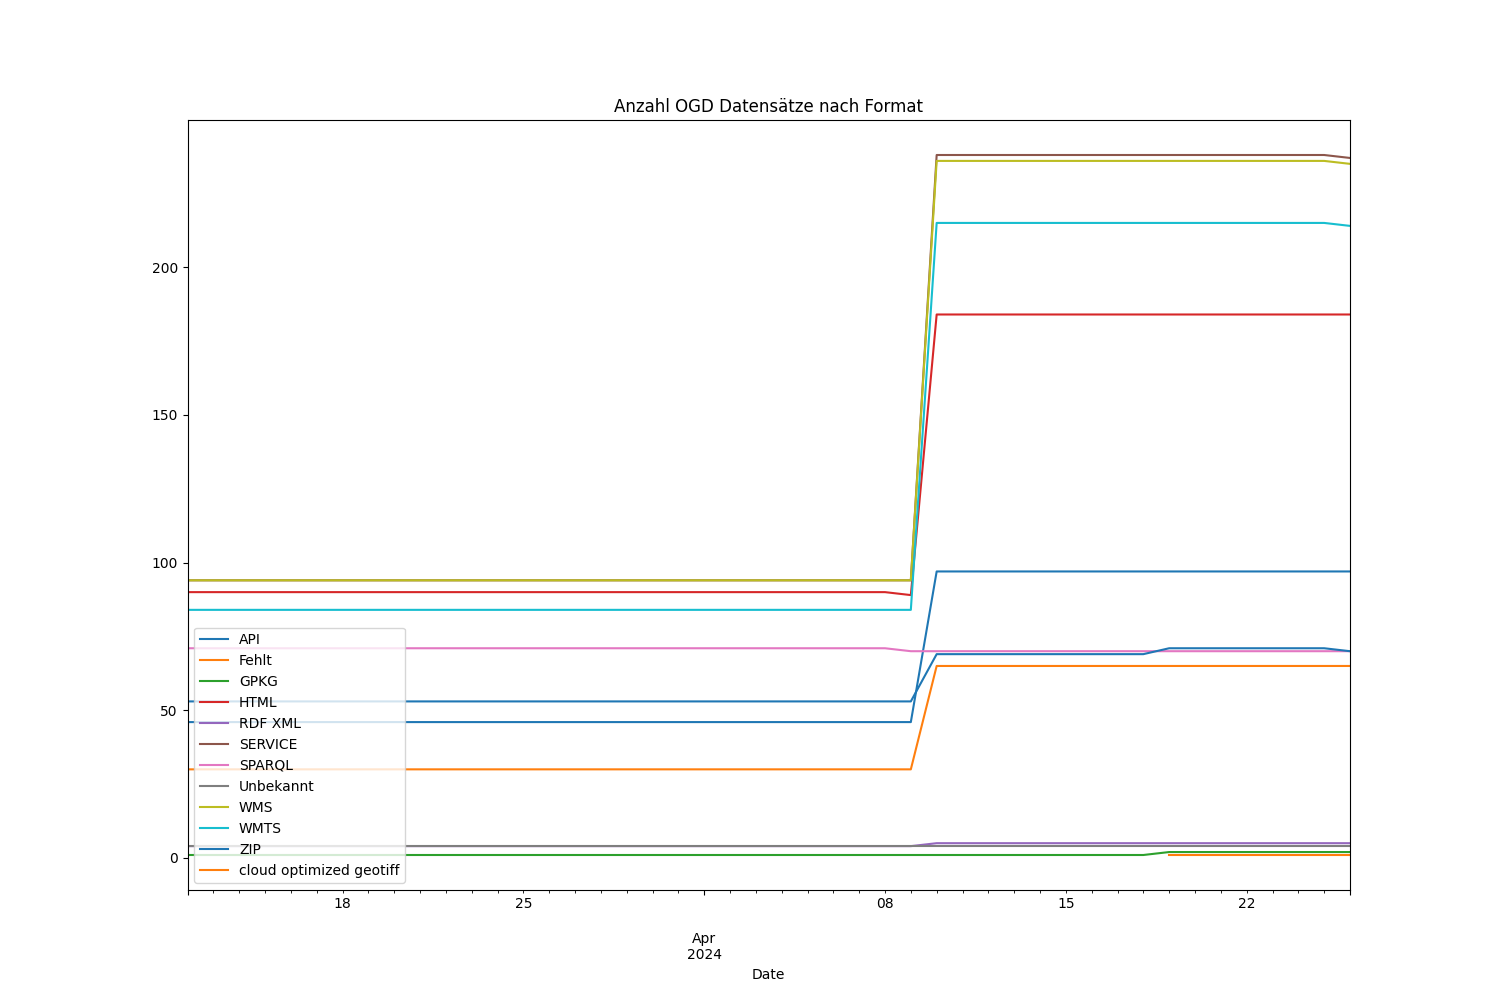 Anzahl OGD Datensätze nach Format
200
150
100
50
0
API
Fehlt
GPKG
HTML
RDF XML
SERVICE
SPARQL
Unbekannt
WMS
WMTS
ZIP
cloud optimized geotiff
18
25
08
15
22
Apr
2024
Date